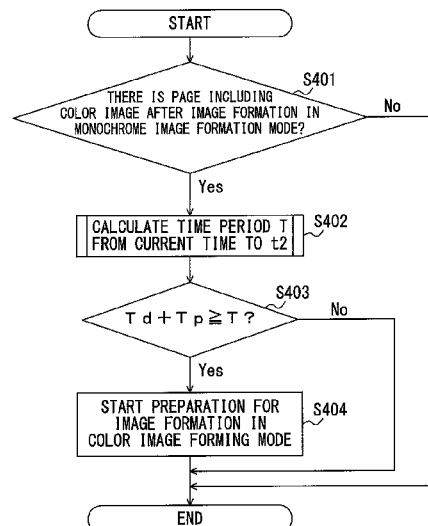 START
S401
THERE IS PAGE INCLUDING
COLOR IMAGE AFTER IMAGE FORMATION IN
MONOCHROME IMAGE FORMATION MODE?
No
Yes
CALCULATE TIME PERIOD T
FROM CURRENT TIME TO t2
S402
S403
Td+Tp≧T?
No
Yes
START PREPARATION FOR
IMAGE FORMATION IN
COLOR IMAGE FORMING MODE
S404
END